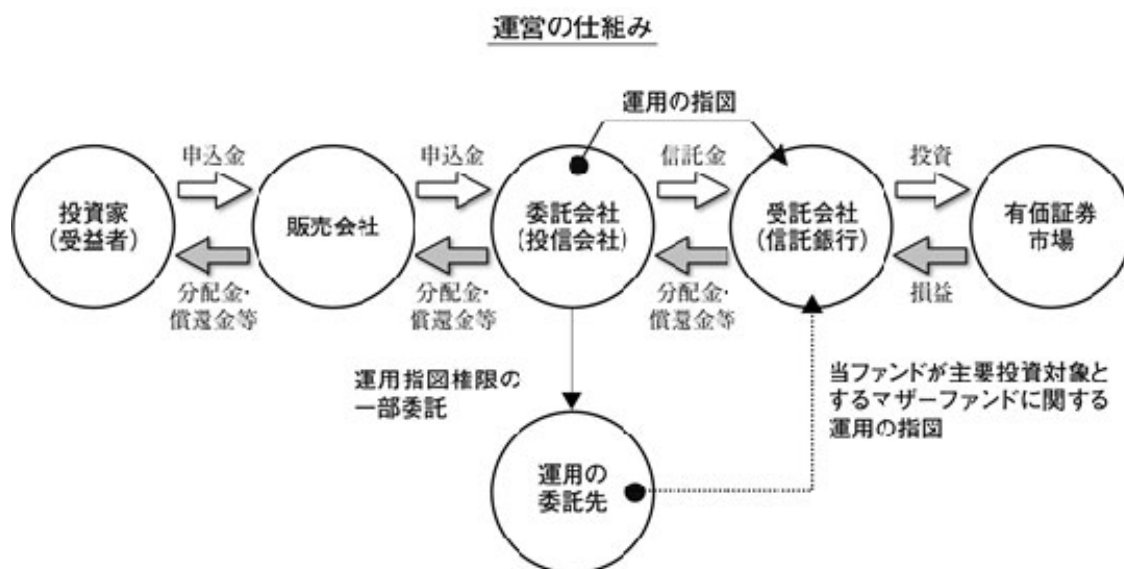 運営の仕組み
運用の指図
申込金
申込金
信託金
投資
投資家
(受益者)
販売会社
委託会社
(投信会社)
受託会社
(信託銀行)
有価証券
市場
分配金・
償還金等
分配金・
償還金等
分配金・
償還金等
損益
運用指図権限の
一部委託
当ファンドが主要投資対象と
するマザーファンドに関する
運用の指図
運用の
委託先